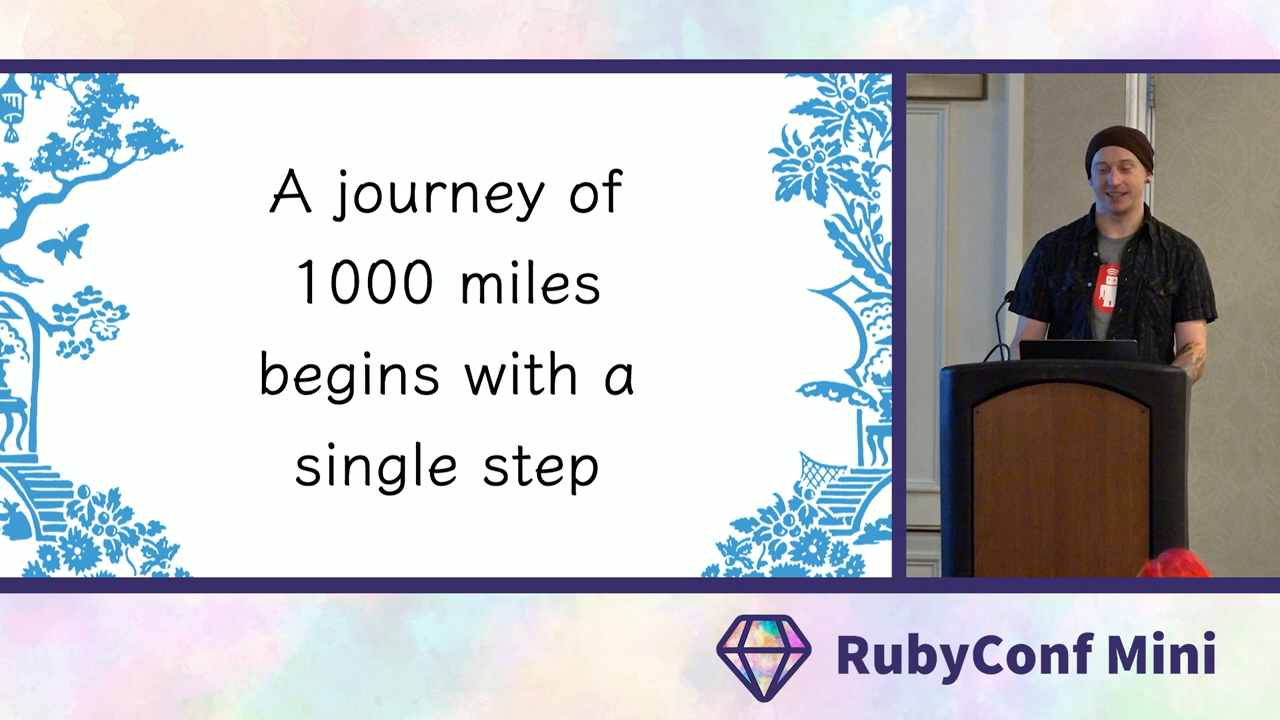 A journey of
1000 miles
begins with a
single step
RubyConf Mini